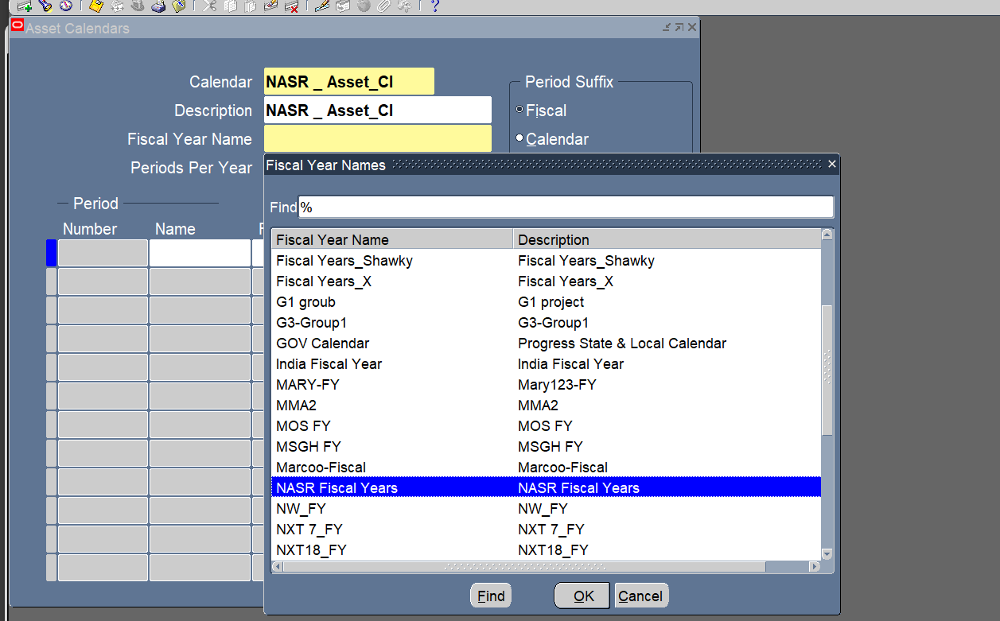 Asset Calendars
Calendar NASR _ Asset_Cl
Description NASR _ Asset_Cl
Fiscal Year Name
Periods Per Year
Period Suffix
Fiscal
Calendar
Period
Number Name
Fiscal Year Names
Find %
Fiscal Year Name Description
Fiscal Years_Shawky Fiscal Years_Shawky
Fiscal Years_X Fiscal Years_X
G1 groub G1 project
G3-Group1 G3-Group1
GOV Calendar Progress State & Local Calendar
India Fiscal Year India Fiscal Year
MARY-FY Mary123-FY
MMA2 MMA2
MOS FY MOS FY
MSGH FY MSGH FY
Marcoo-Fiscal Marcoo-Fiscal
NASR Fiscal Years NASR Fiscal Years
NW_FY NW_FY
NXT 7_FY NXT 7_FY
NXT18_FY NXT18_FY
Find OK Cancel